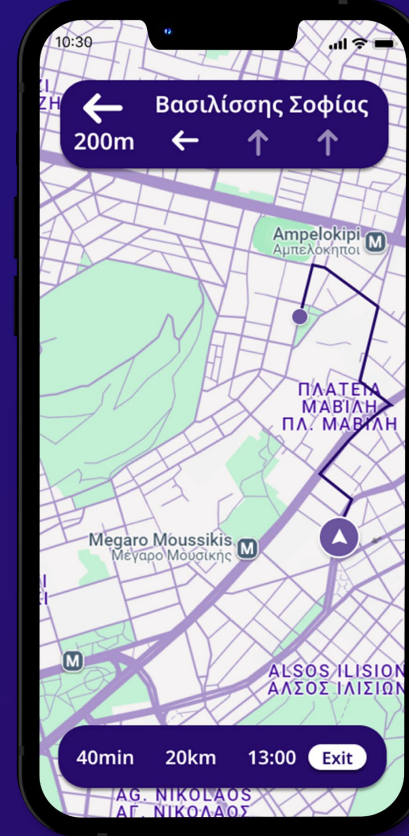 10:30
Βασιλίσσης Σοφίας
200m
Ampelokipi M
Αμπελόκηποι
ΠΛΑΤΕΙΑ
ΜΑΒΙΛΗ
ΠΛ. ΜΑΒΙΛΗ
Megaro Moussikis M
Μέγαρο Μουσικής
M
ALSOS ILISION
ΑΛΣΟΣ ΙΛΙΣΙΩΝ
40min 20km 13:00 Exit
AG. NIKOLAOS
ΑΓ. ΝΙΚΟΛΑΟΣ